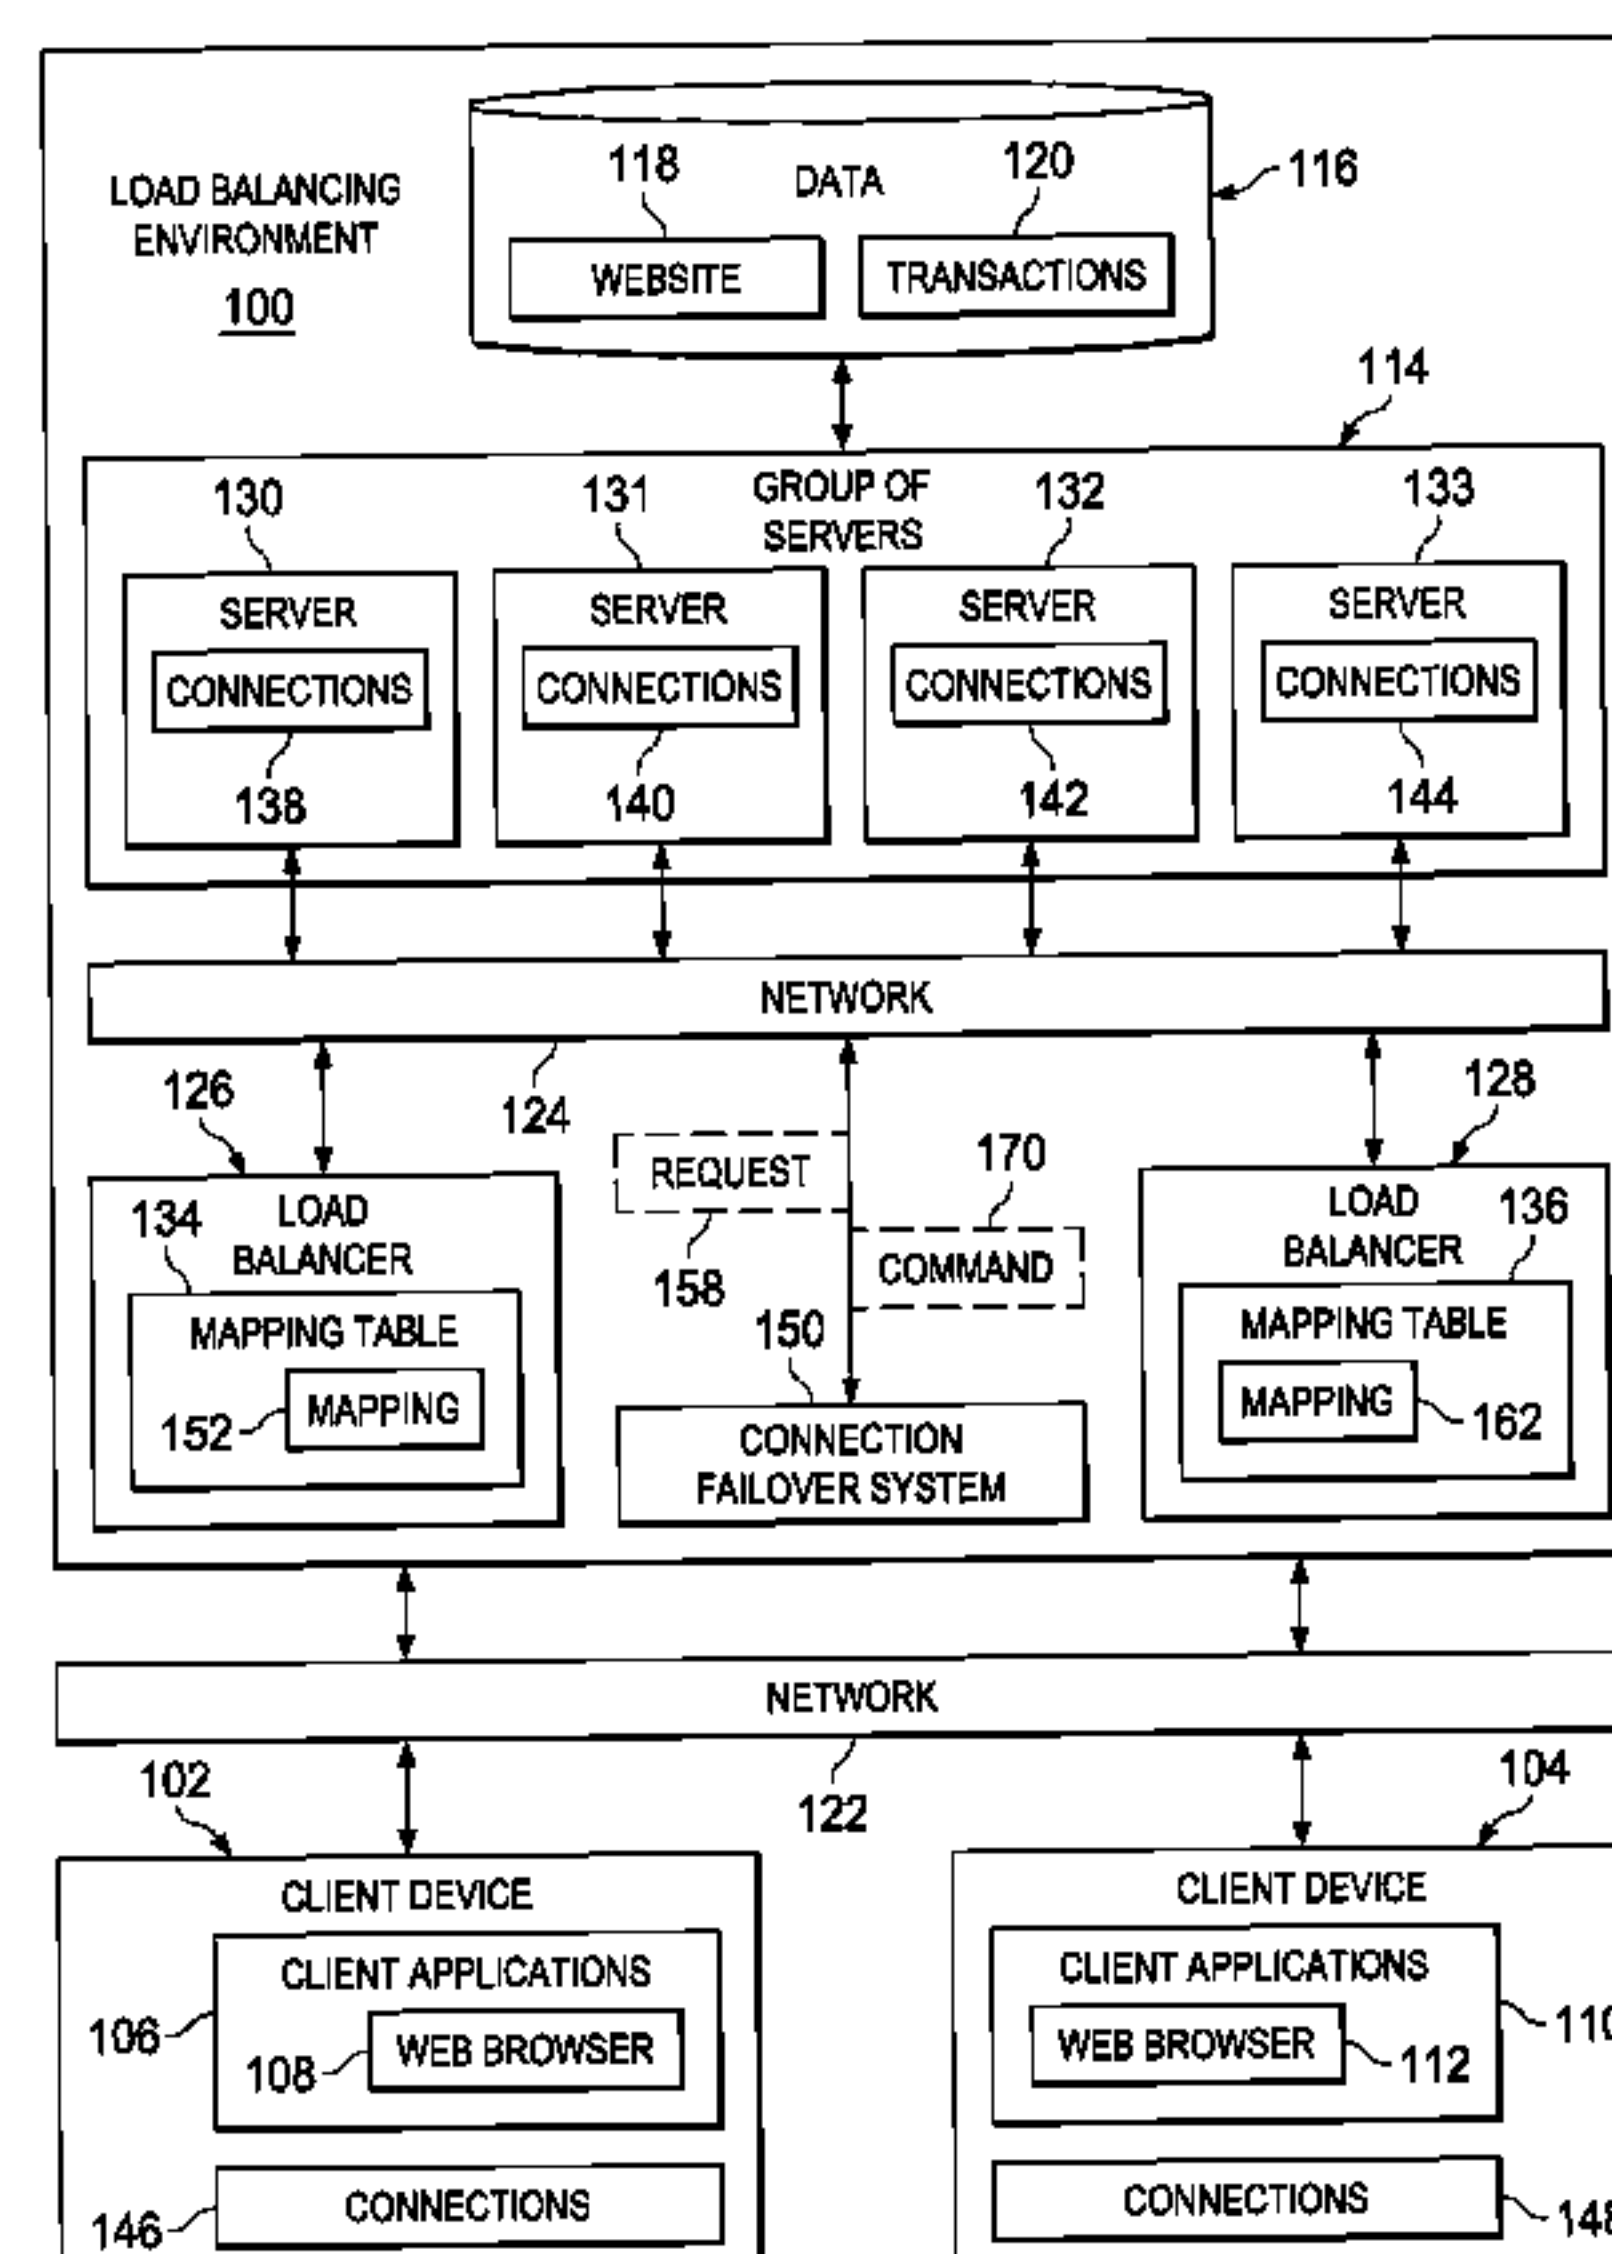 118
DATA
120
116
LOAD BALANCING
ENVIRONMENT
100
WEBSITE
TRANSACTIONS
114
130
131
GROUP OF
SERVERS
132
133
SERVER
SERVER
SERVER
SERVER
CONNECTIONS
CONNECTIONS
CONNECTIONS
CONNECTIONS
138
140
142
144
NETWORK
126
124
128
REQUEST
170
134
LOAD
BALANCER
158
COMMAND
LOAD
BALANCER
136
MAPPING TABLE
150
MAPPING TABLE
152
MAPPING
CONNECTION
FAILOVER SYSTEM
MAPPING
162
NETWORK
102
122
104
CLIENT DEVICE
CLIENT DEVICE
CLIENT APPLICATIONS
CLIENT APPLICATIONS
106
110
108
WEB BROWSER
WEB BROWSER
112
146
CONNECTIONS
CONNECTIONS
148